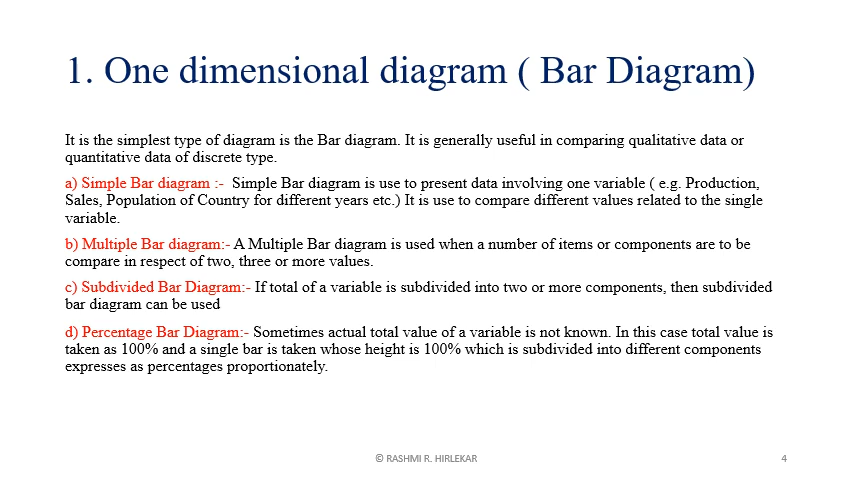 1. One dimensional diagram ( Bar Diagram)
It is the simplest type of diagram is the Bar diagram. It is generally useful in comparing qualitative data or
quantitative data of discrete type.
a) Simple Bar diagram :-  Simple Bar diagram is use to present data involving one variable ( e.g. Production,
Sales, Population of Country for different years etc.) It is use to compare different values related to the single
variable.
b) Multiple Bar diagram:- A Multiple Bar diagram is used when a number of items or components are to be
compare in respect of two, three or more values.
c) Subdivided Bar Diagram:- If total of a variable is subdivided into two or more components, then subdivided
bar diagram can be used
d) Percentage Bar Diagram:- Sometimes actual total value of a variable is not known. In this case total value is
taken as 100% and a single bar is taken whose height is 100% which is subdivided into different components
expresses as percentages proportionately.
© RASHMI R. HIRLEKAR
4